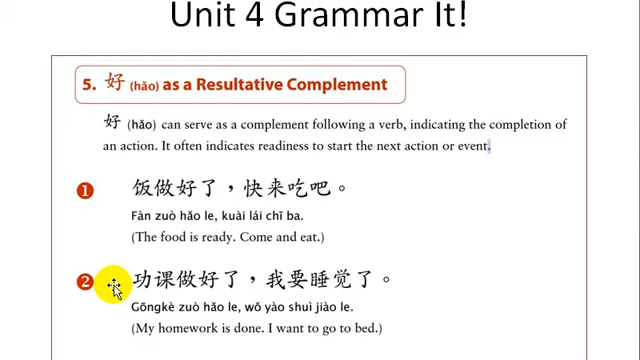 Unit 4 Grammar It!
5. 好 (hǎo) as a Resultative Complement
好 (hǎo) can serve as a complement following a verb, indicating the completion of
an action. It often indicates readiness to start the next action or event.
1 饭做好了，快来吃吧。
Fàn zuò hǎo le, kuài lái chī ba.
(The food is ready. Come and eat.)
2 功课做好了，我要睡觉了。
Gōngkè zuò hǎo le, wǒ yào shuì jiào le.
(My homework is done. I want to go to bed.)